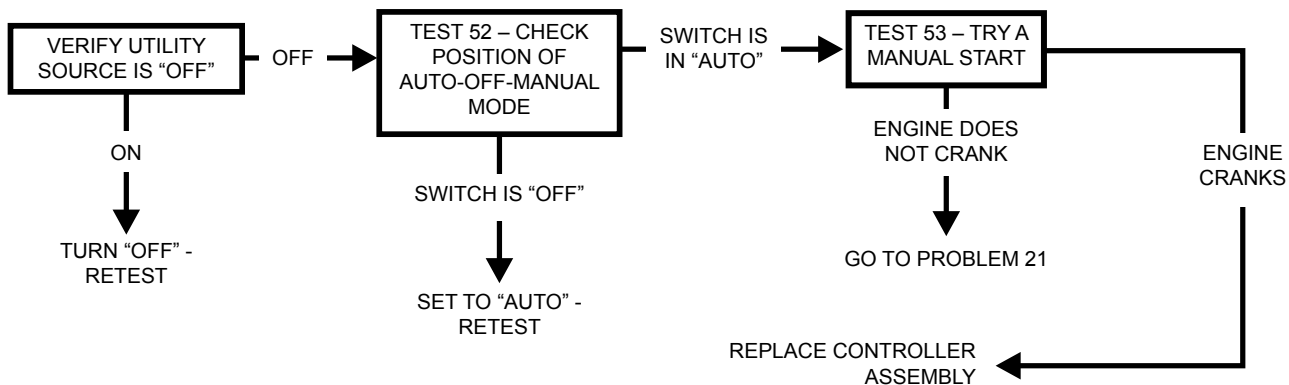 VERIFY UTILITY
SOURCE IS “OFF”
OFF
TEST 52 – CHECK
POSITION OF
AUTO-OFF-MANUAL
MODE
SWITCH IS
IN “AUTO”
TEST 53 – TRY A
MANUAL START
ON
TURN “OFF” -
RETEST
SWITCH IS “OFF”
SET TO “AUTO” -
RETEST
ENGINE DOES
NOT CRANK
GO TO PROBLEM 21
ENGINE
CRANKS
REPLACE CONTROLLER
ASSEMBLY